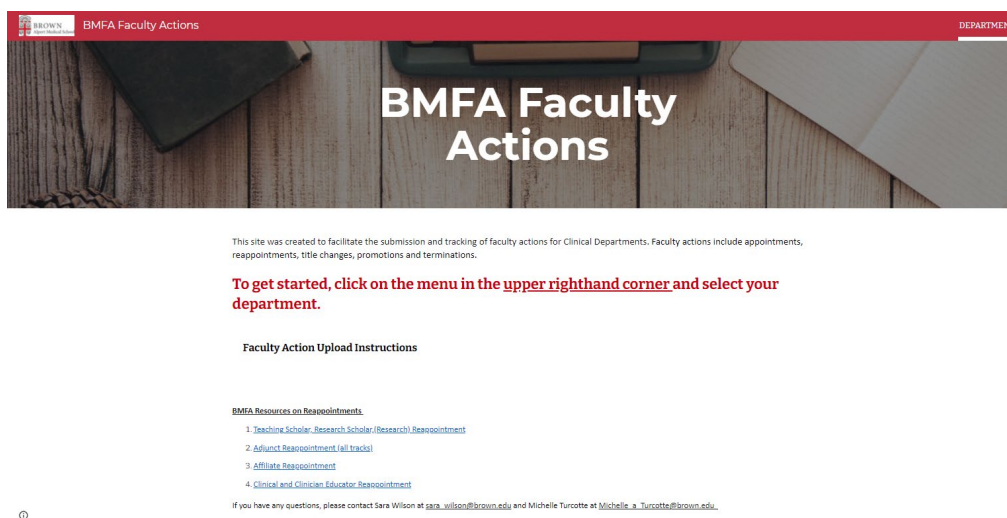 BROWN
Alpert Medical School
BMFA Faculty Actions
DEPARTMEN
BMFA Faculty
Actions
This site was created to facilitate the submission and tracking of faculty actions for Clinical Departments. Faculty actions include appointments,
reappointments, title changes, promotions and terminations.
To get started, click on the menu in the upper righthand corner and select your
department.
Faculty Action Upload Instructions
BMFA Resources on Reappointments
1. Teaching Scholar, Research Scholar,(Research) Reappointment
2. Adjunct Reappointment (all tracks)
3. Affiliate Reappointment
4. Clinical and Clinician Educator Reappointment
If you have any questions, please contact Sara Wilson at sara_wilson@brown.edu and Michelle Turcotte at Michelle_a_Turcotte@brown.edu